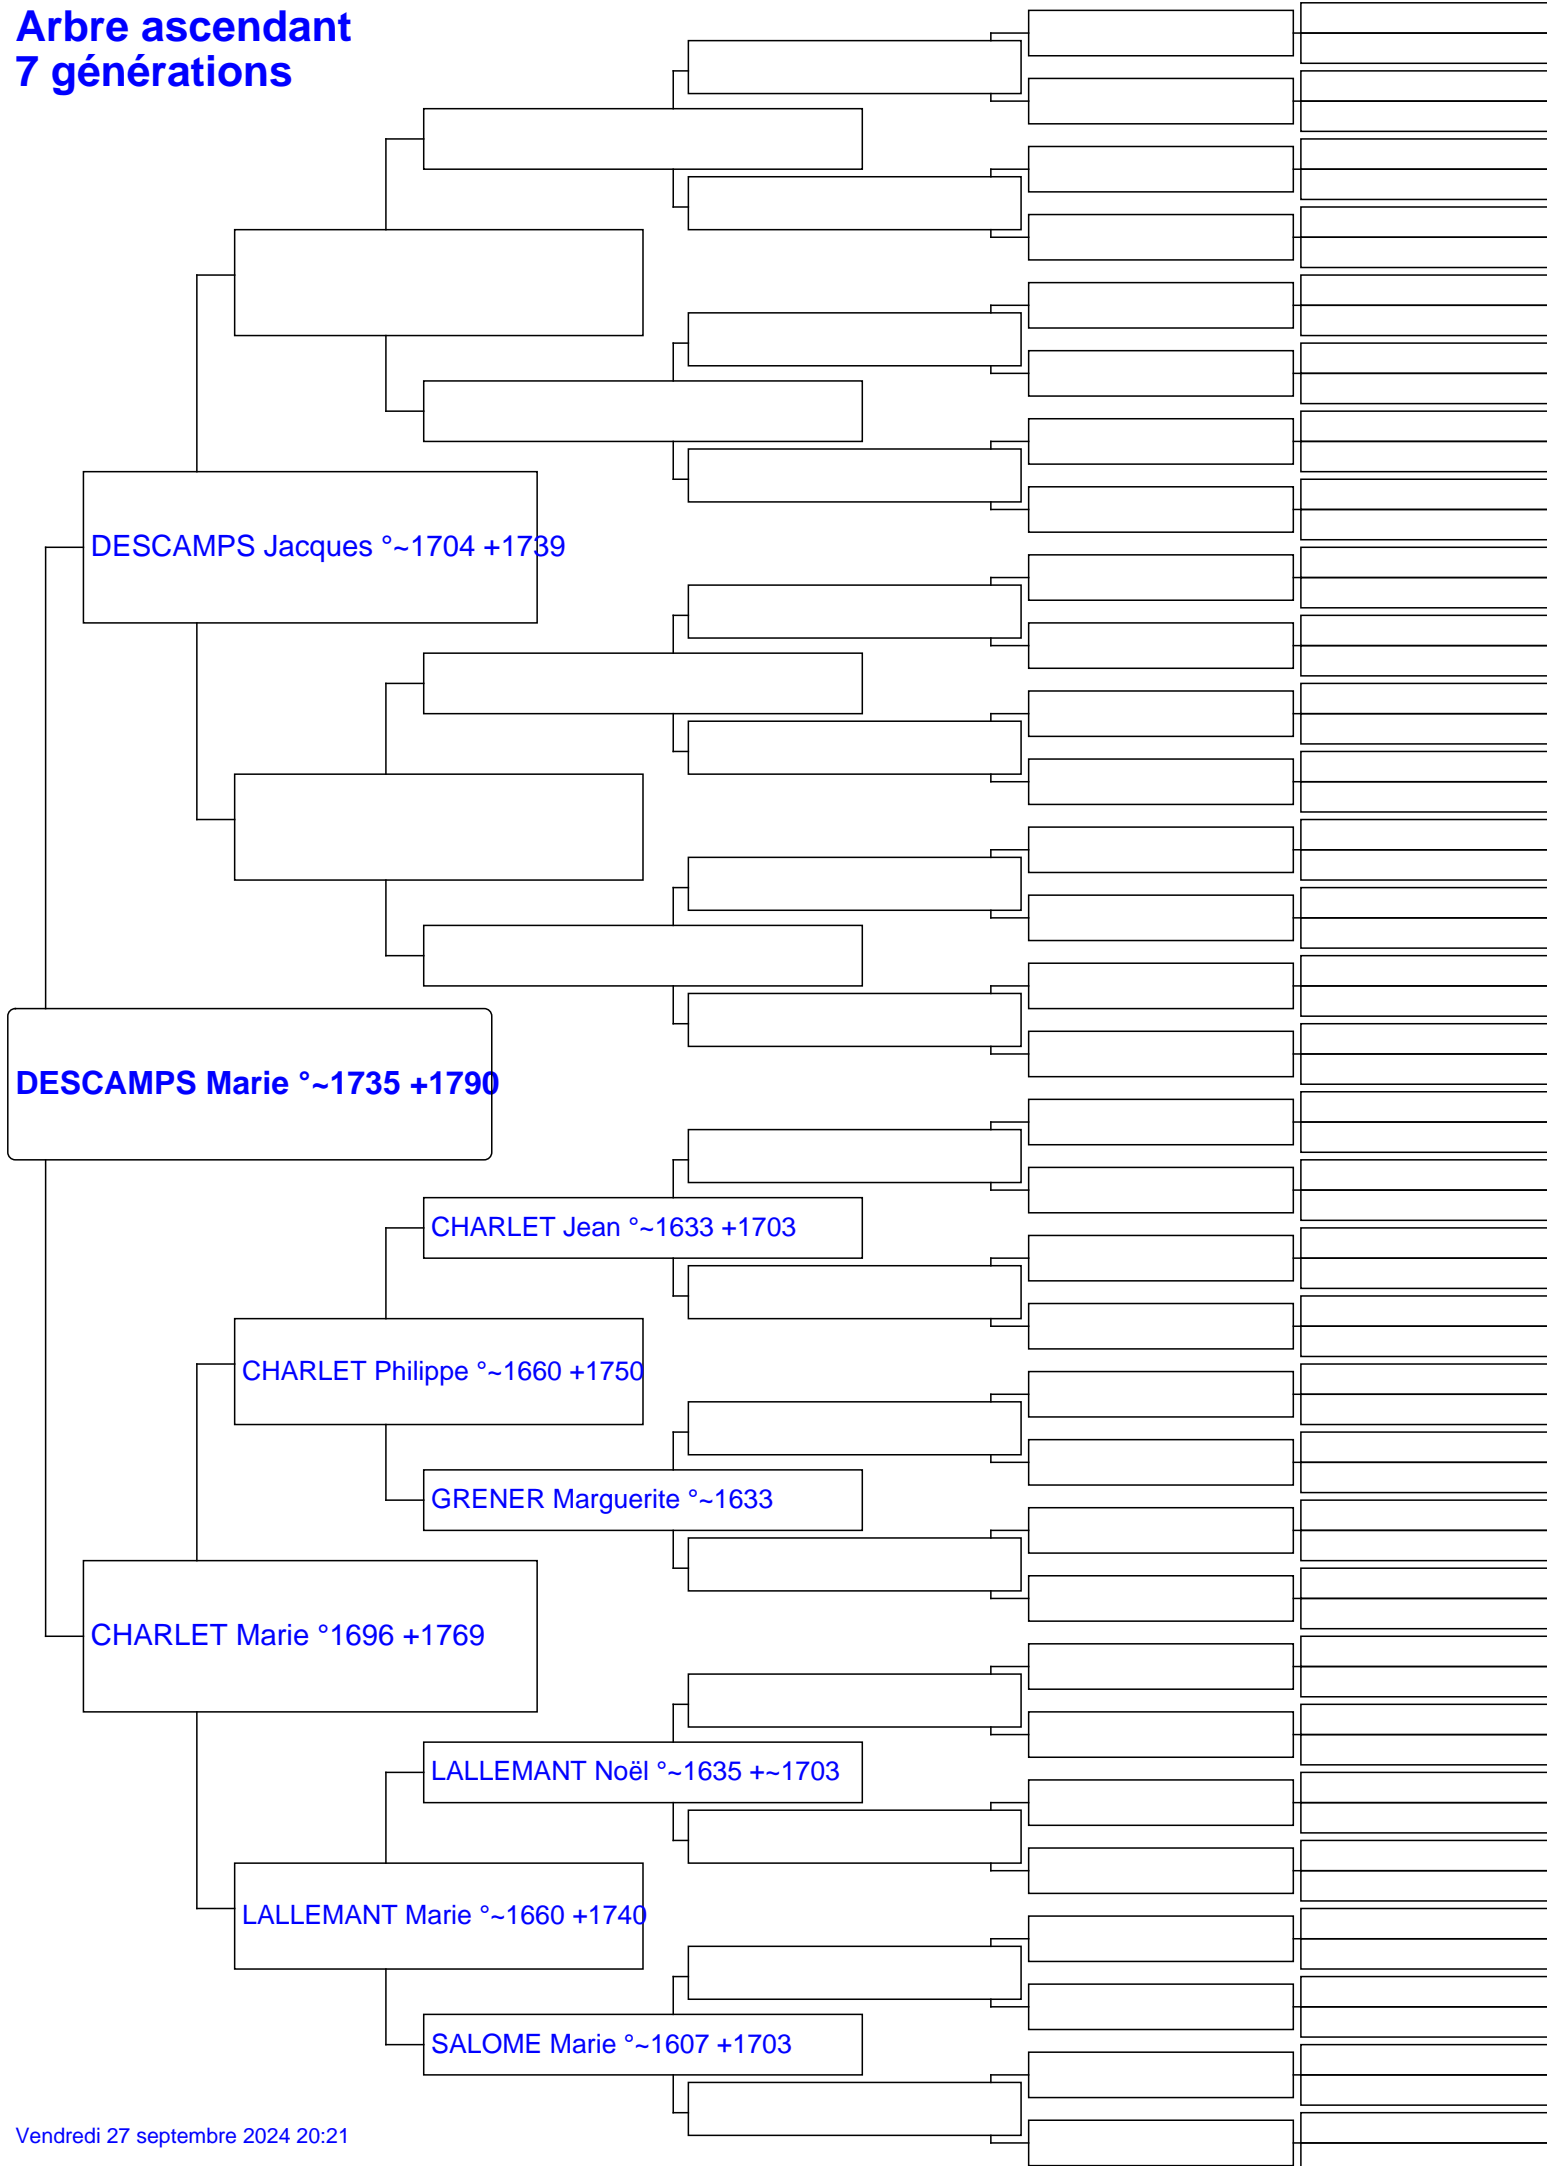 Arbre ascendant
7 générations
DESCAMPS Jacques °~1704 +1739
DESCAMPS Marie °~1735 +1790
CHARLET Jean °~1633 +1703
CHARLET Philippe °~1660 +1750
GRENER Marguerite °~1633
CHARLET Marie °1696 +1769
LALLEMANT Noël °~1635 +~1703
LALLEMANT Marie °~1660 +1740
SALOME Marie °~1607 +1703
Vendredi 27 septembre 2024 20:21